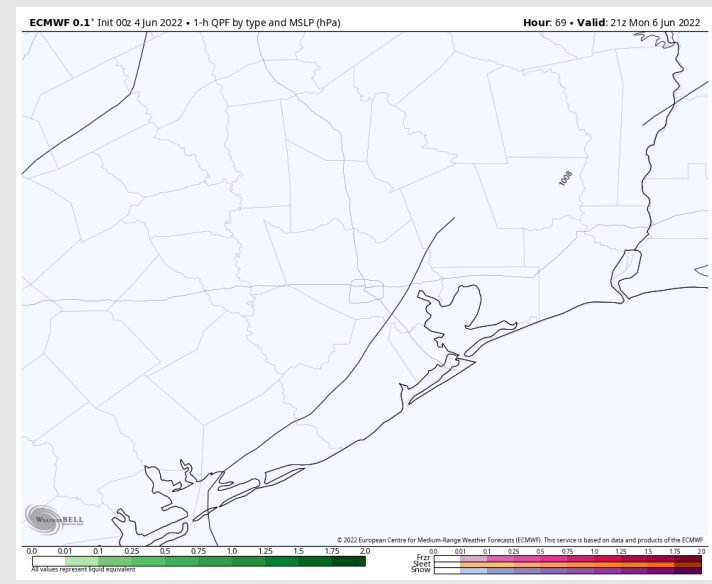 ECMWF 0.1° Init 00z 4 Jun 2022 • 1-h QPF by type and MSLP (hPa)
Hour: 69 • Valid: 21z Mon 6 Jun 2022
1008
WEATHERBELL
© 2022 European Centre for Medium-Range Weather Forecasts (ECMWF). This service is based on data and products of the ECMWF
0.0 0.01 0.1 0.25 0.5 0.75 1.0 1.25 1.5 1.75 2.0
All values represent liquid equivalent
0.0 0.01 0.1 0.25 0.5 0.75 1.0 1.25 1.5 1.75 2.0
Frzr
Sleet
Snow